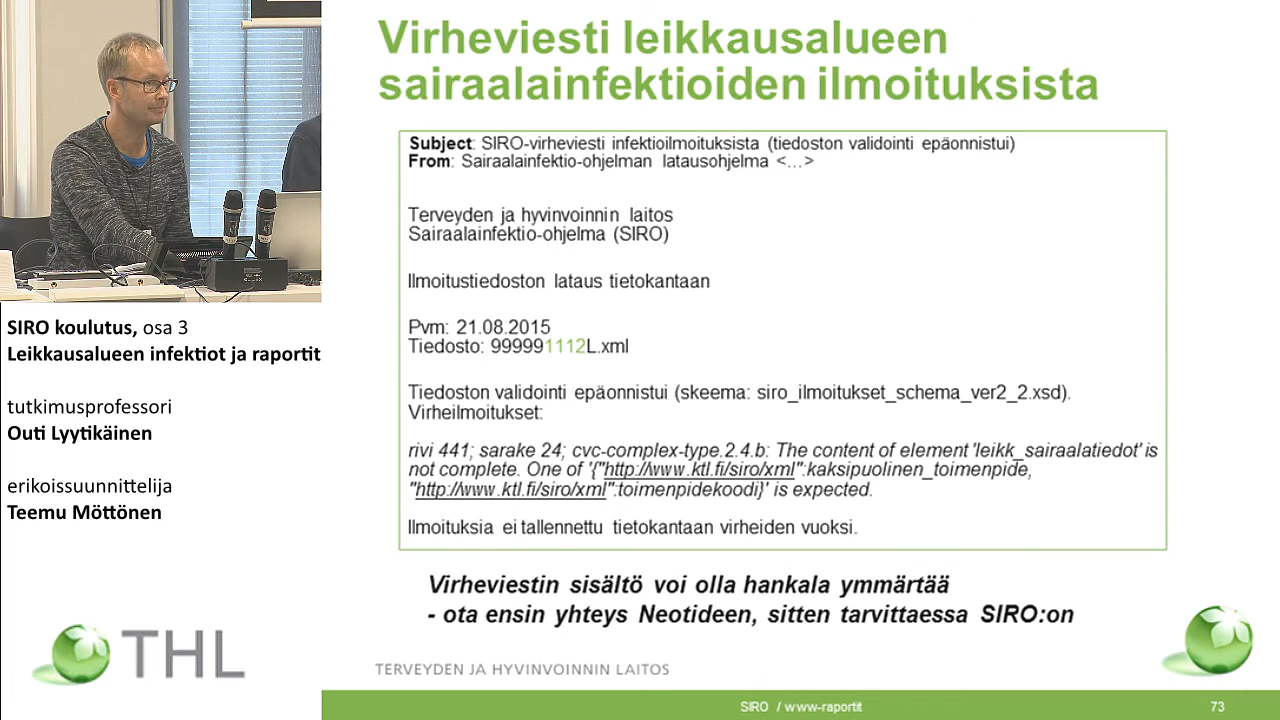 Virheviesti leikkausalueen
sairaalainfektioiden ilmoituksista
Subject: SIRO-virheviesti infektioilmoituksista (tiedoston validointi epäonnistui)
From: Sairaalainfektio-ohjelman latausohjelma <...>
Terveyden ja hyvinvoinnin laitos
Sairaalainfektio-ohjelma (SIRO)
Ilmoitustiedoston lataus tietokantaan
Pvm: 21.08.2015
Tiedosto: 999991112L.xml
Tiedoston validointi epäonnistui (skeema: siro_ilmoitukset_schema_ver2_2.xsd).
Virheilmoitukset:
rivi 441; sarake 24; cvc-complex-type.2.4.b: The content of element 'leikk_sairaalatiedot' is
not complete. One of '{"http://www.ktl.fi/siro/xml":kaksipuolinen_toimenpide,
"http://www.ktl.fi/siro/xml":toimenpidekoodi}' is expected.
Ilmoituksia ei tallennettu tietokantaan virheiden vuoksi.
Virheviestin sisältö voi olla hankala ymmärtää
- ota ensin yhteys Neotideen, sitten tarvittaessa SIRO:on
SIRO koulutus, osa 3
Leikkausalueen infektiot ja raportit
tutkimusprofessori
Outi Lyytikäinen
erikoissuunnittelija
Teemu Möttönen
THL
TERVEYDEN JA HYVINVOINNIN LAITOS
SIRO / www-raportit
73